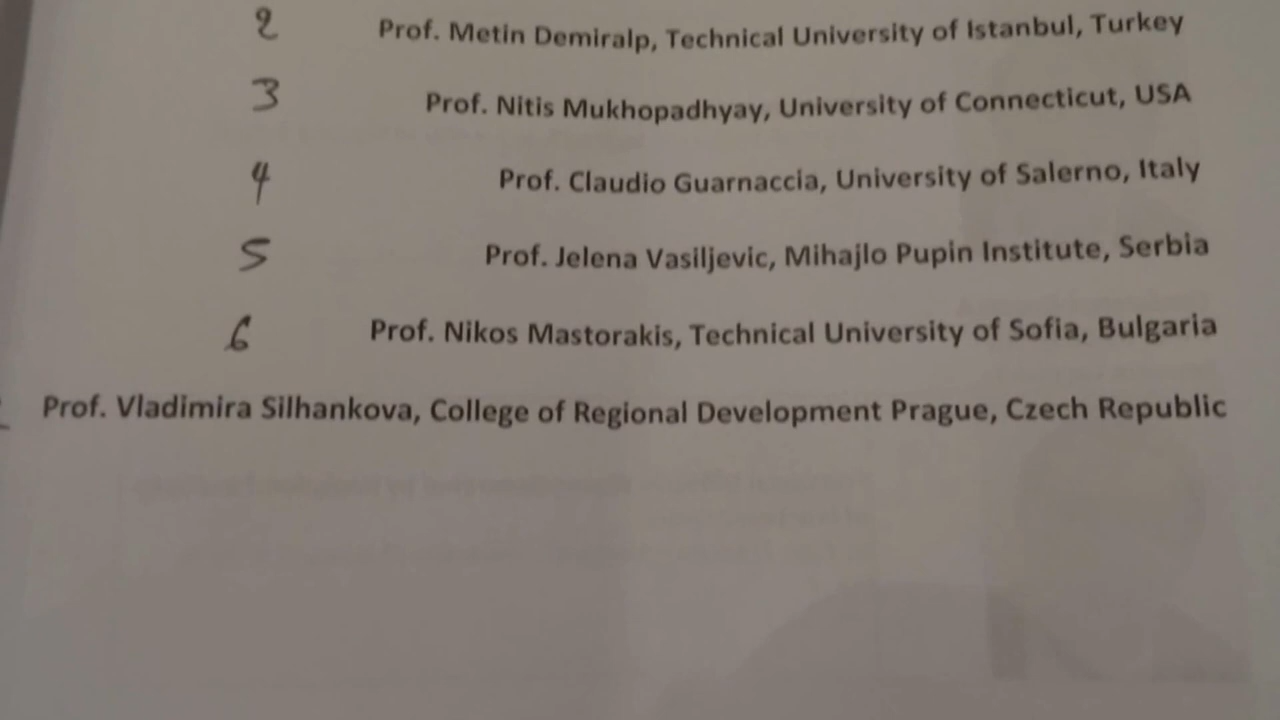 2 Prof. Metin Demiralp, Technical University of Istanbul, Turkey
3 Prof. Nitis Mukhopadhyay, University of Connecticut, USA
4 Prof. Claudio Guarnaccia, University of Salerno, Italy
5 Prof. Jelena Vasiljevic, Mihajlo Pupin Institute, Serbia
6 Prof. Nikos Mastorakis, Technical University of Sofia, Bulgaria
Prof. Vladimira Silhankova, College of Regional Development Prague, Czech Republic